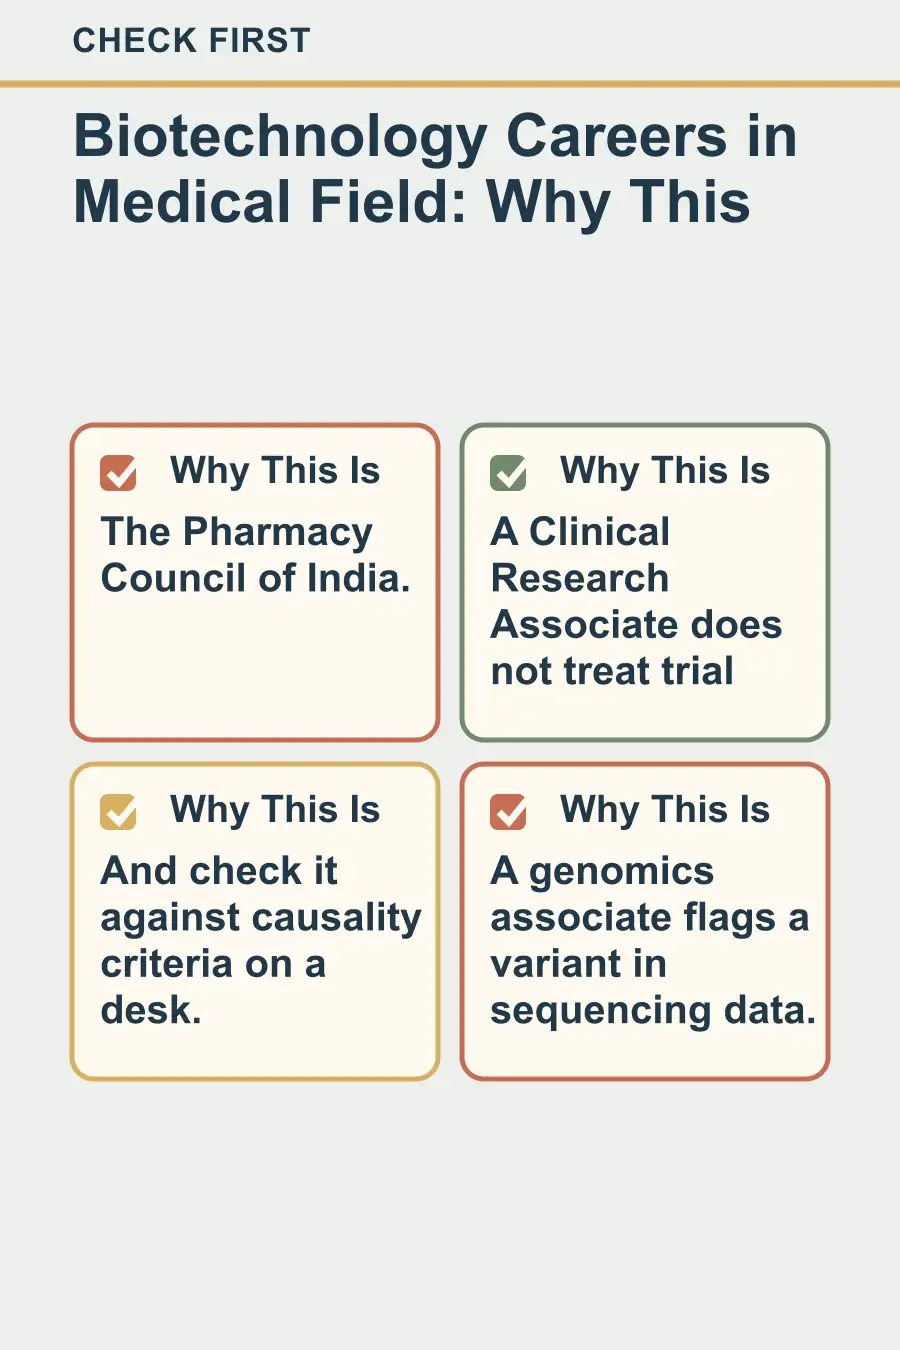 CHECK FIRST
Biotechnology Careers in
Medical Field: Why This
Why This Is
The Pharmacy
Council of India.
Why This Is
A Clinical
Research
Associate does
not treat trial
Why This Is
And check it
against causality
criteria on a
desk.
Why This Is
A genomics
associate flags a
variant in
sequencing data.